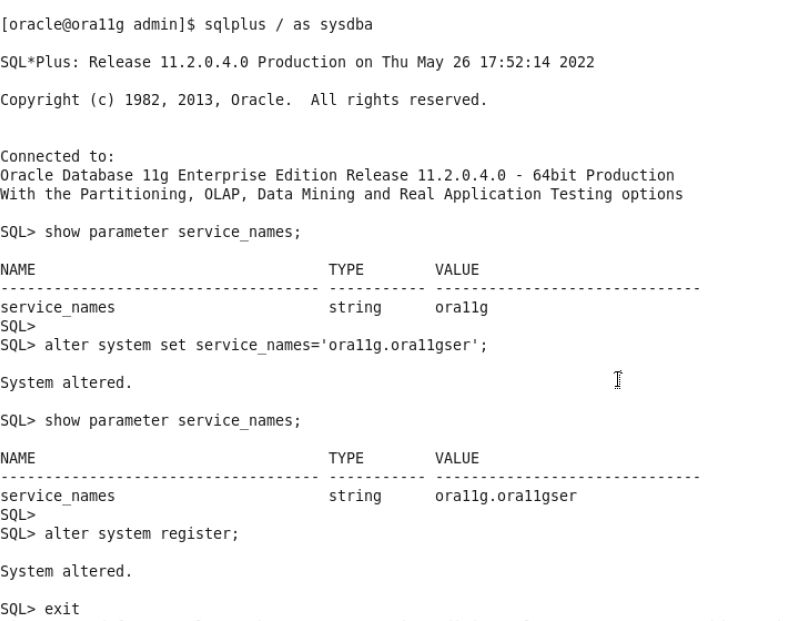 [oracle@ora11g admin]$ sqlplus / as sysdba
SQL*Plus: Release 11.2.0.4.0 Production on Thu May 26 17:52:14 2022
Copyright (c) 1982, 2013, Oracle.  All rights reserved.
Connected to:
Oracle Database 11g Enterprise Edition Release 11.2.0.4.0 - 64bit Production
With the Partitioning, OLAP, Data Mining and Real Application Testing options
SQL> show parameter service_names;
NAME                                 TYPE        VALUE
------------------------------------ ----------- ------------------------------
service_names                        string      ora11g
SQL>
SQL> alter system set service_names='ora11g.ora11gser';
System altered.
SQL> show parameter service_names;
NAME                                 TYPE        VALUE
------------------------------------ ----------- ------------------------------
service_names                        string      ora11g.ora11gser
SQL>
SQL> alter system register;
System altered.
SQL> exit